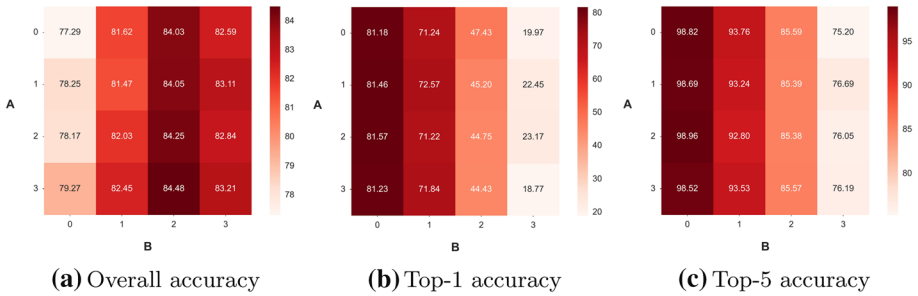 0 77.29 81.62 84.03 82.59
1 78.25 81.47 84.05 83.11
2 78.17 82.03 84.25 82.84
3 79.27 82.45 84.48 83.21
0 1 2 3
A
B
84
83
82
81
80
79
78
(a) Overall accuracy
0 81.18 71.24 47.43 19.97
1 81.46 72.57 45.20 22.45
2 81.57 71.22 44.75 23.17
3 81.23 71.84 44.43 18.77
0 1 2 3
A
B
80
70
60
50
40
30
20
(b) Top-1 accuracy
0 98.82 93.76 85.59 75.20
1 98.69 93.24 85.39 76.69
2 98.96 92.80 85.38 76.05
3 98.52 93.53 85.57 76.19
0 1 2 3
A
B
95
90
85
80
(c) Top-5 accuracy